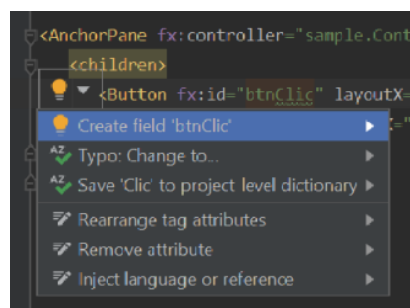 <AnchorPane fx:controller="sample.Cont
<children>
<Button fx:id="btnClic" layoutX=
Create field 'btnClic'
="
Typo: Change to...
Save 'Clic' to project level dictionary
Rearrange tag attributes
Remove attribute
Inject language or reference